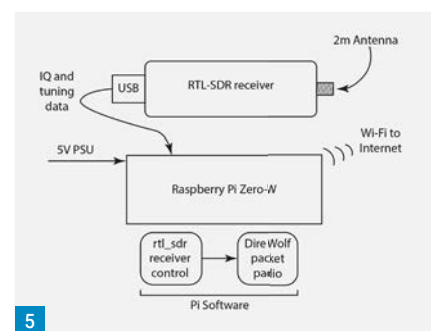 2m Antenna
IQ and
tuning
data
USB
RTL-SDR receiver
Wi-Fi to
Internet
5V PSU
Raspberry Pi Zero-W
rtl_sdr
receiver
control
Dire Wolf
packet
padio
Pi Software
5